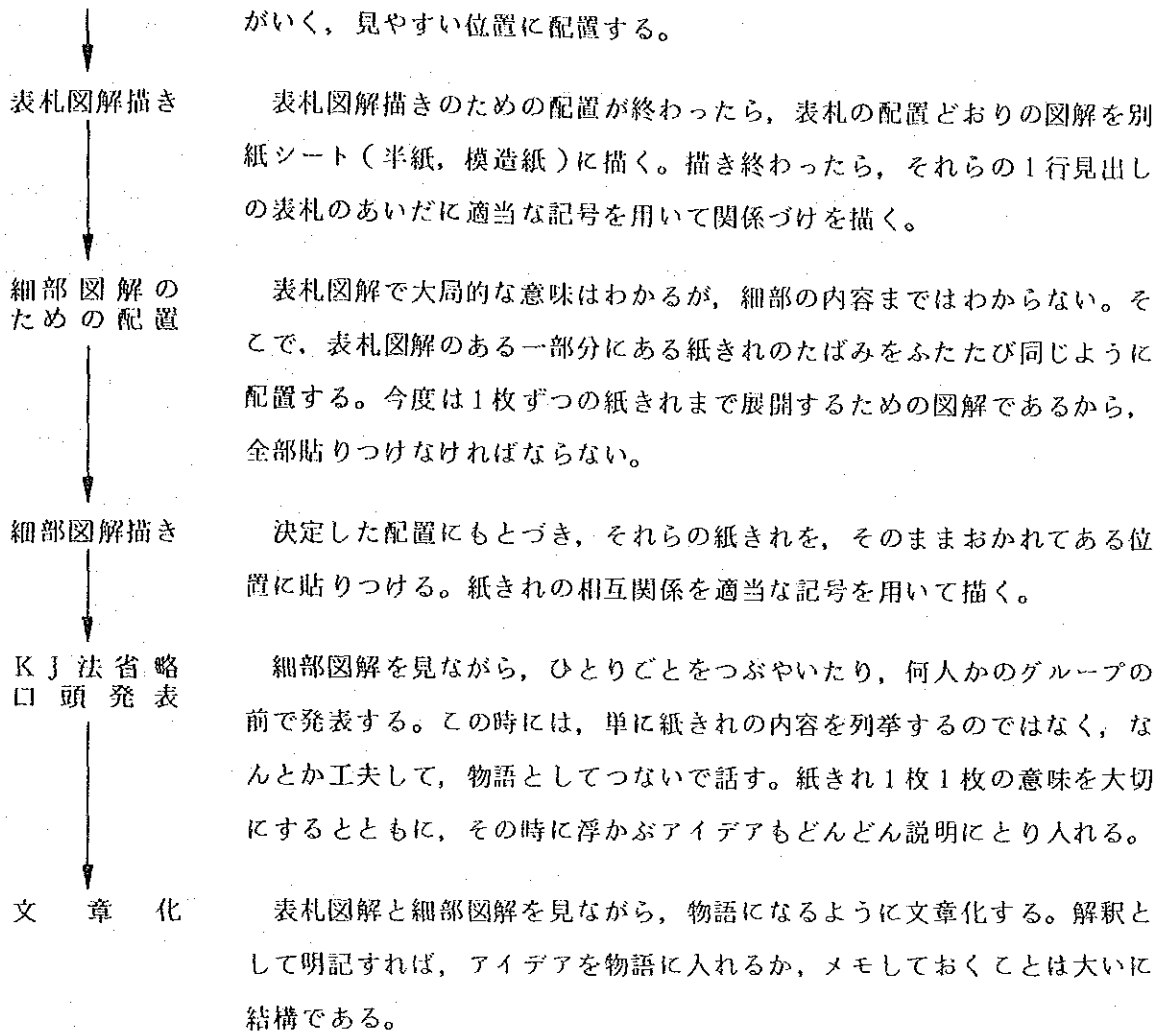 がいく，見やすい位置に配置する。
表札図解描き
表札図解描きのための配置が終わったら，表札の配置どおりの図解を別
紙シート（半紙，模造紙）に描く。描き終わったら，それらの1行見出し
の表札のあいだに適当な記号を用いて関係づけを描く。
細部図解の
ための配置
表札図解で大局的な意味はわかるが，細部の内容まではわからない。そ
こで，表札図解のある一部分にある紙きれのたばみをふたたび同じように
配置する。今度は1枚ずつの紙きれまで展開するための図解であるから，
全部貼りつけなければならない。
細部図解描き
決定した配置にもとづき，それらの紙きれを，そのままおかれてある位
置に貼りつける。紙きれの相互関係を適当な記号を用いて描く。
KJ法省略
口頭発表
細部図解を見ながら，ひとりごとをつぶやいたり，何人かのグループの
前で発表する。この時には，単に紙きれの内容を列挙するのではなく，な
んとか工夫して，物語としてつないで話す。紙きれ1枚1枚の意味を大切
にするとともに，その時に浮かぶアイデアもどんどん説明にとり入れる。
文章化
表札図解と細部図解を見ながら，物語になるように文章化する。解釈と
して明記すれば，アイデアを物語に入れるか，メモしておくことは大いに
結構である。